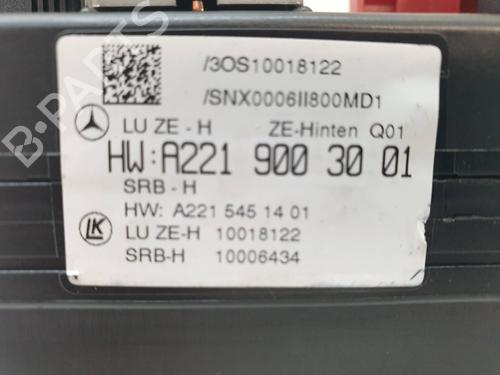 /3OS10018122
/SNX0006II800MD1
LU ZE - H ZE-Hinten Q01
HW: A221 900 30 01
SRB - H
HW: A221 545 14 01
LK LU ZE-H 10018122
SRB-H 10006434